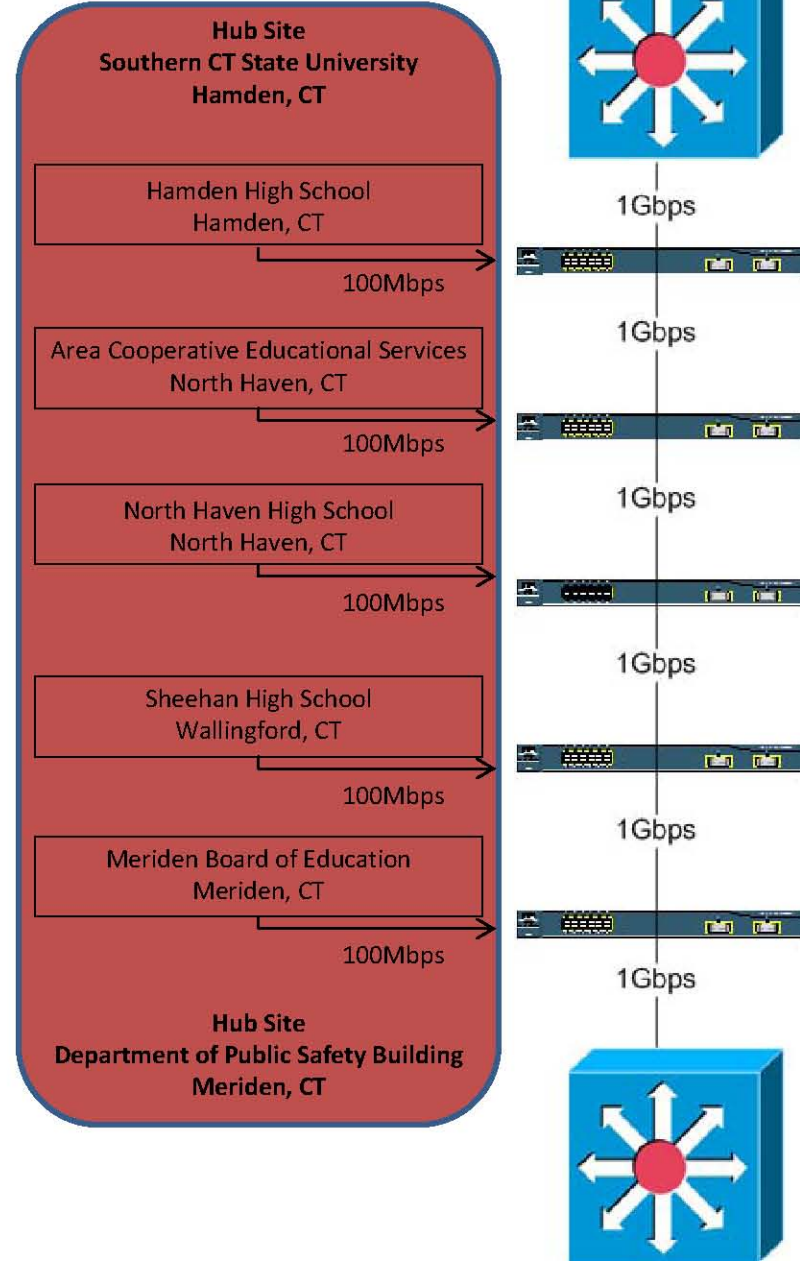 Hub Site
Southern CT State University
Hamden, CT
1Gbps
Hamden High School
Hamden, CT
100Mbps
1Gbps
Area Cooperative Educational Services
North Haven, CT
100Mbps
1Gbps
North Haven High School
North Haven, CT
100Mbps
1Gbps
Sheehan High School
Wallingford, CT
100Mbps
1Gbps
Meriden Board of Education
Meriden, CT
100Mbps
1Gbps
Hub Site
Department of Public Safety Building
Meriden, CT